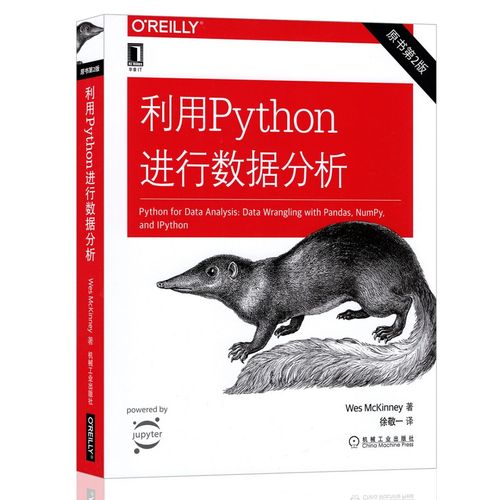 O'REILLY®
华章 IT
原书第2版
利用Python
进行数据分析
Python for Data Analysis: Data Wrangling with Pandas, NumPy,
and IPython
powered by
jupyter
Wes McKinney 著
徐敬一 译
机械工业出版社
China Machine Press
原书第2版
利用Python进行数据分析
Wes McKinney 著
机械工业出版社
O'REILLY®